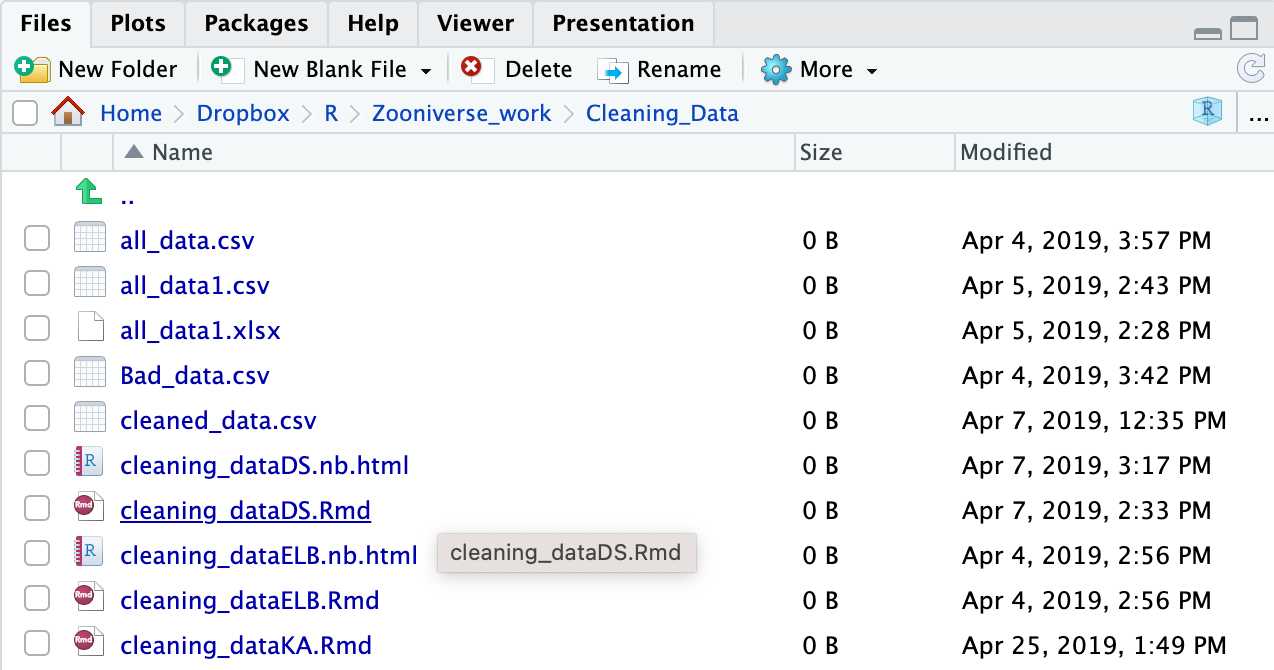 Files Plots Packages Help Viewer Presentation
New Folder New Blank File Delete Rename More
Home Dropbox R Zooniverse_work Cleaning_Data R ...
Name Size Modified
..
all_data.csv 0 B Apr 4, 2019, 3:57 PM
all_data1.csv 0 B Apr 5, 2019, 2:43 PM
all_data1.xlsx 0 B Apr 5, 2019, 2:28 PM
Bad_data.csv 0 B Apr 4, 2019, 3:42 PM
cleaned_data.csv 0 B Apr 7, 2019, 12:35 PM
R cleaning_dataDS.nb.html 0 B Apr 7, 2019, 3:17 PM
Rmd cleaning_dataDS.Rmd 0 B Apr 7, 2019, 2:33 PM
R cleaning_dataELB.nb.html cleaning_dataDS.Rmd 0 B Apr 4, 2019, 2:56 PM
Rmd cleaning_dataELB.Rmd 0 B Apr 4, 2019, 2:56 PM
Rmd cleaning_dataKA.Rmd 0 B Apr 25, 2019, 1:49 PM